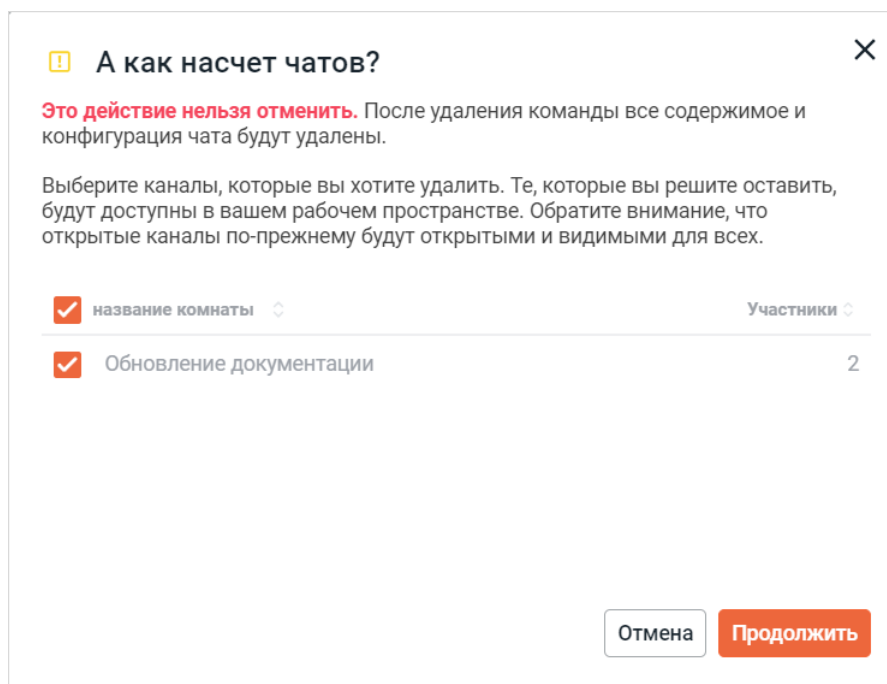 А как насчет чатов?
Это действие нельзя отменить. После удаления команды все содержимое и
конфигурация чата будут удалены.
Выберите каналы, которые вы хотите удалить. Те, которые вы решите оставить,
будут доступны в вашем рабочем пространстве. Обратите внимание, что
открытые каналы по-прежнему будут открытыми и видимыми для всех.
название комнаты Участники
Обновление документации 2
Отмена Продолжить